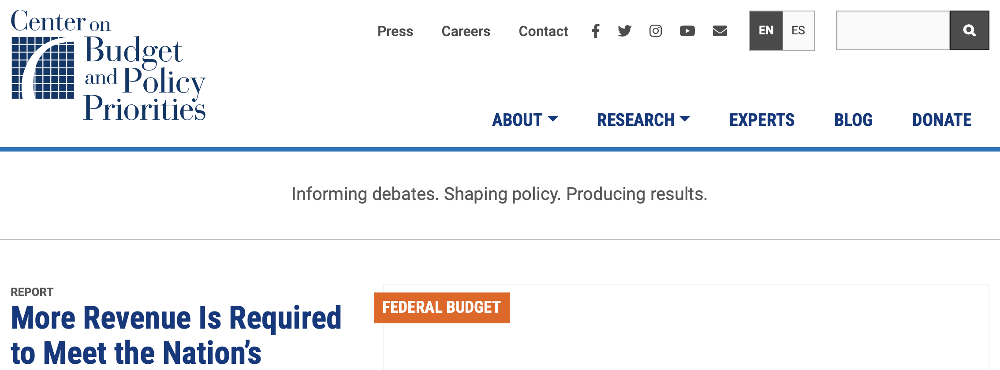 Center on
Budget
and Policy
Priorities
Press Careers Contact EN ES
ABOUT RESEARCH EXPERTS BLOG DONATE
Informing debates. Shaping policy. Producing results.
REPORT
More Revenue Is Required
to Meet the Nation’s
FEDERAL BUDGET